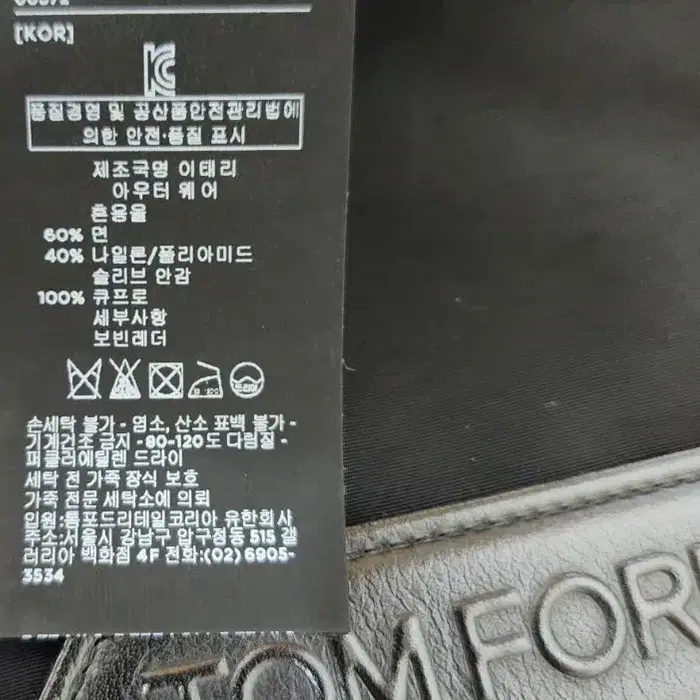 [KOR]
품질경영 및 공산품안전관리법에
의한 안전·품질 표시
제조국명 이태리
아우터 웨어
혼용율
60% 면
40% 나일론/폴리아미드
슬리브 안감
100% 큐프로
세부사항
보빈레더
드라이
손세탁 불가 - 염소, 산소 표백 불가 -
기계건조 금지 - 80-120도 다림질 -
퍼클러에틸렌 드라이
세탁 전 가죽 장식 보호
가죽 전문 세탁소에 의뢰
입원:톰포드리테일코리아 유한회사
주소:서울시 강남구 압구정동 515 갤
러리아 백화점 4F 전화:(02) 6905-
3534
TOM FOR